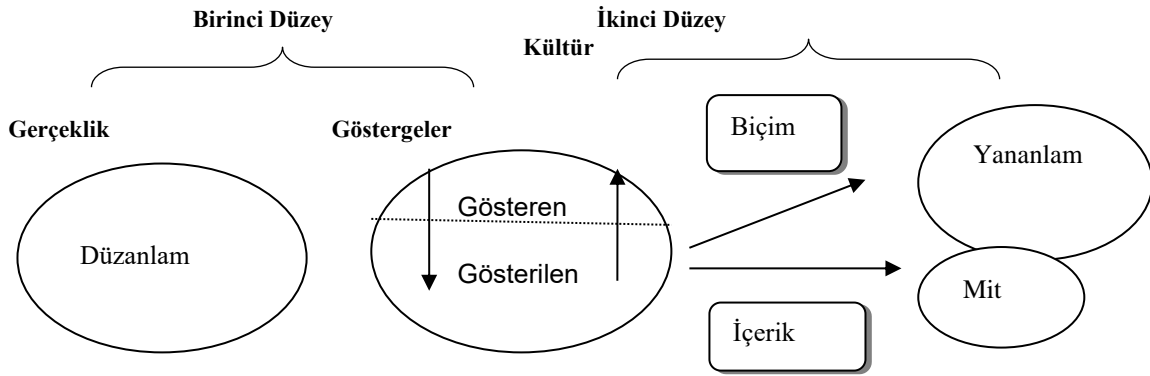 Birinci Düzey
İkinci Düzey
Kültür
Gerçeklik
Göstergeler
Biçim
Yananlam
Gösteren
Düzanlam
Gösterilen
Mit
İçerik